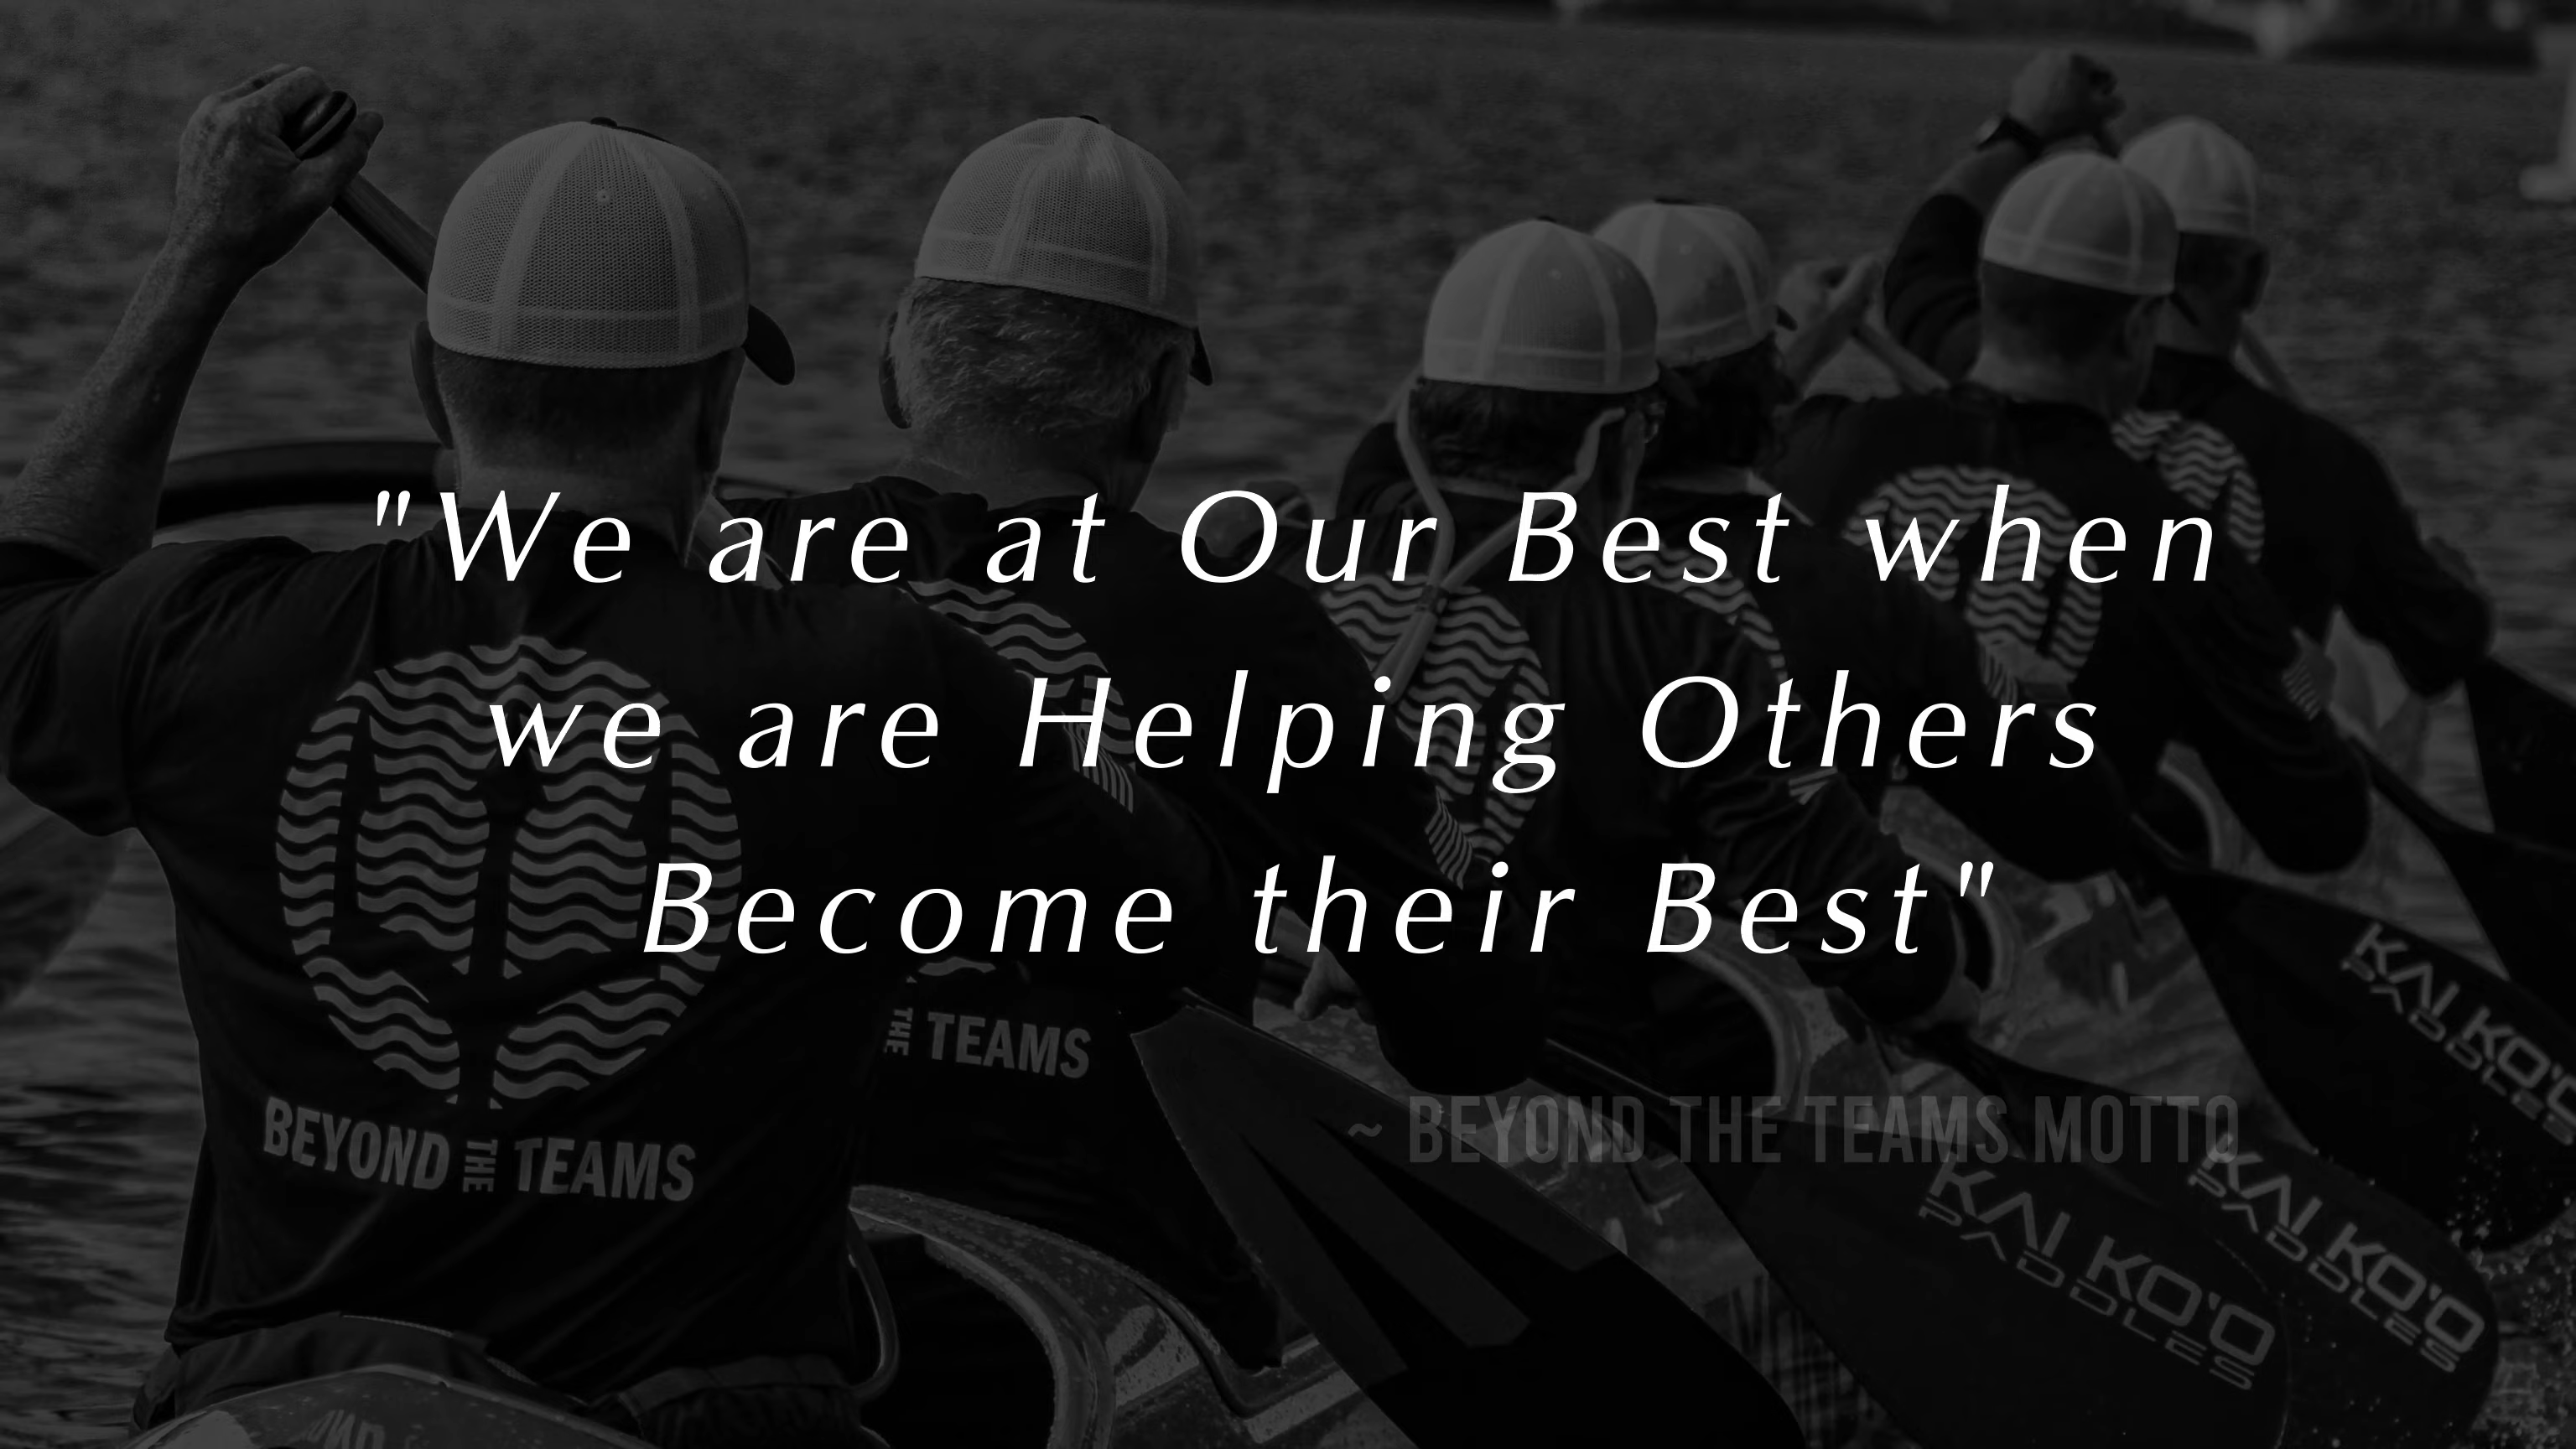 "We are at Our Best when
we are Helping Others
Become their Best"
~ BEYOND THE TEAMS MOTTO
BEYOND THE TEAMS
THE TEAMS
KAI KO'O
PADDLES
KAI KO'O
PADDLES
KAI KO'O
PADDLES